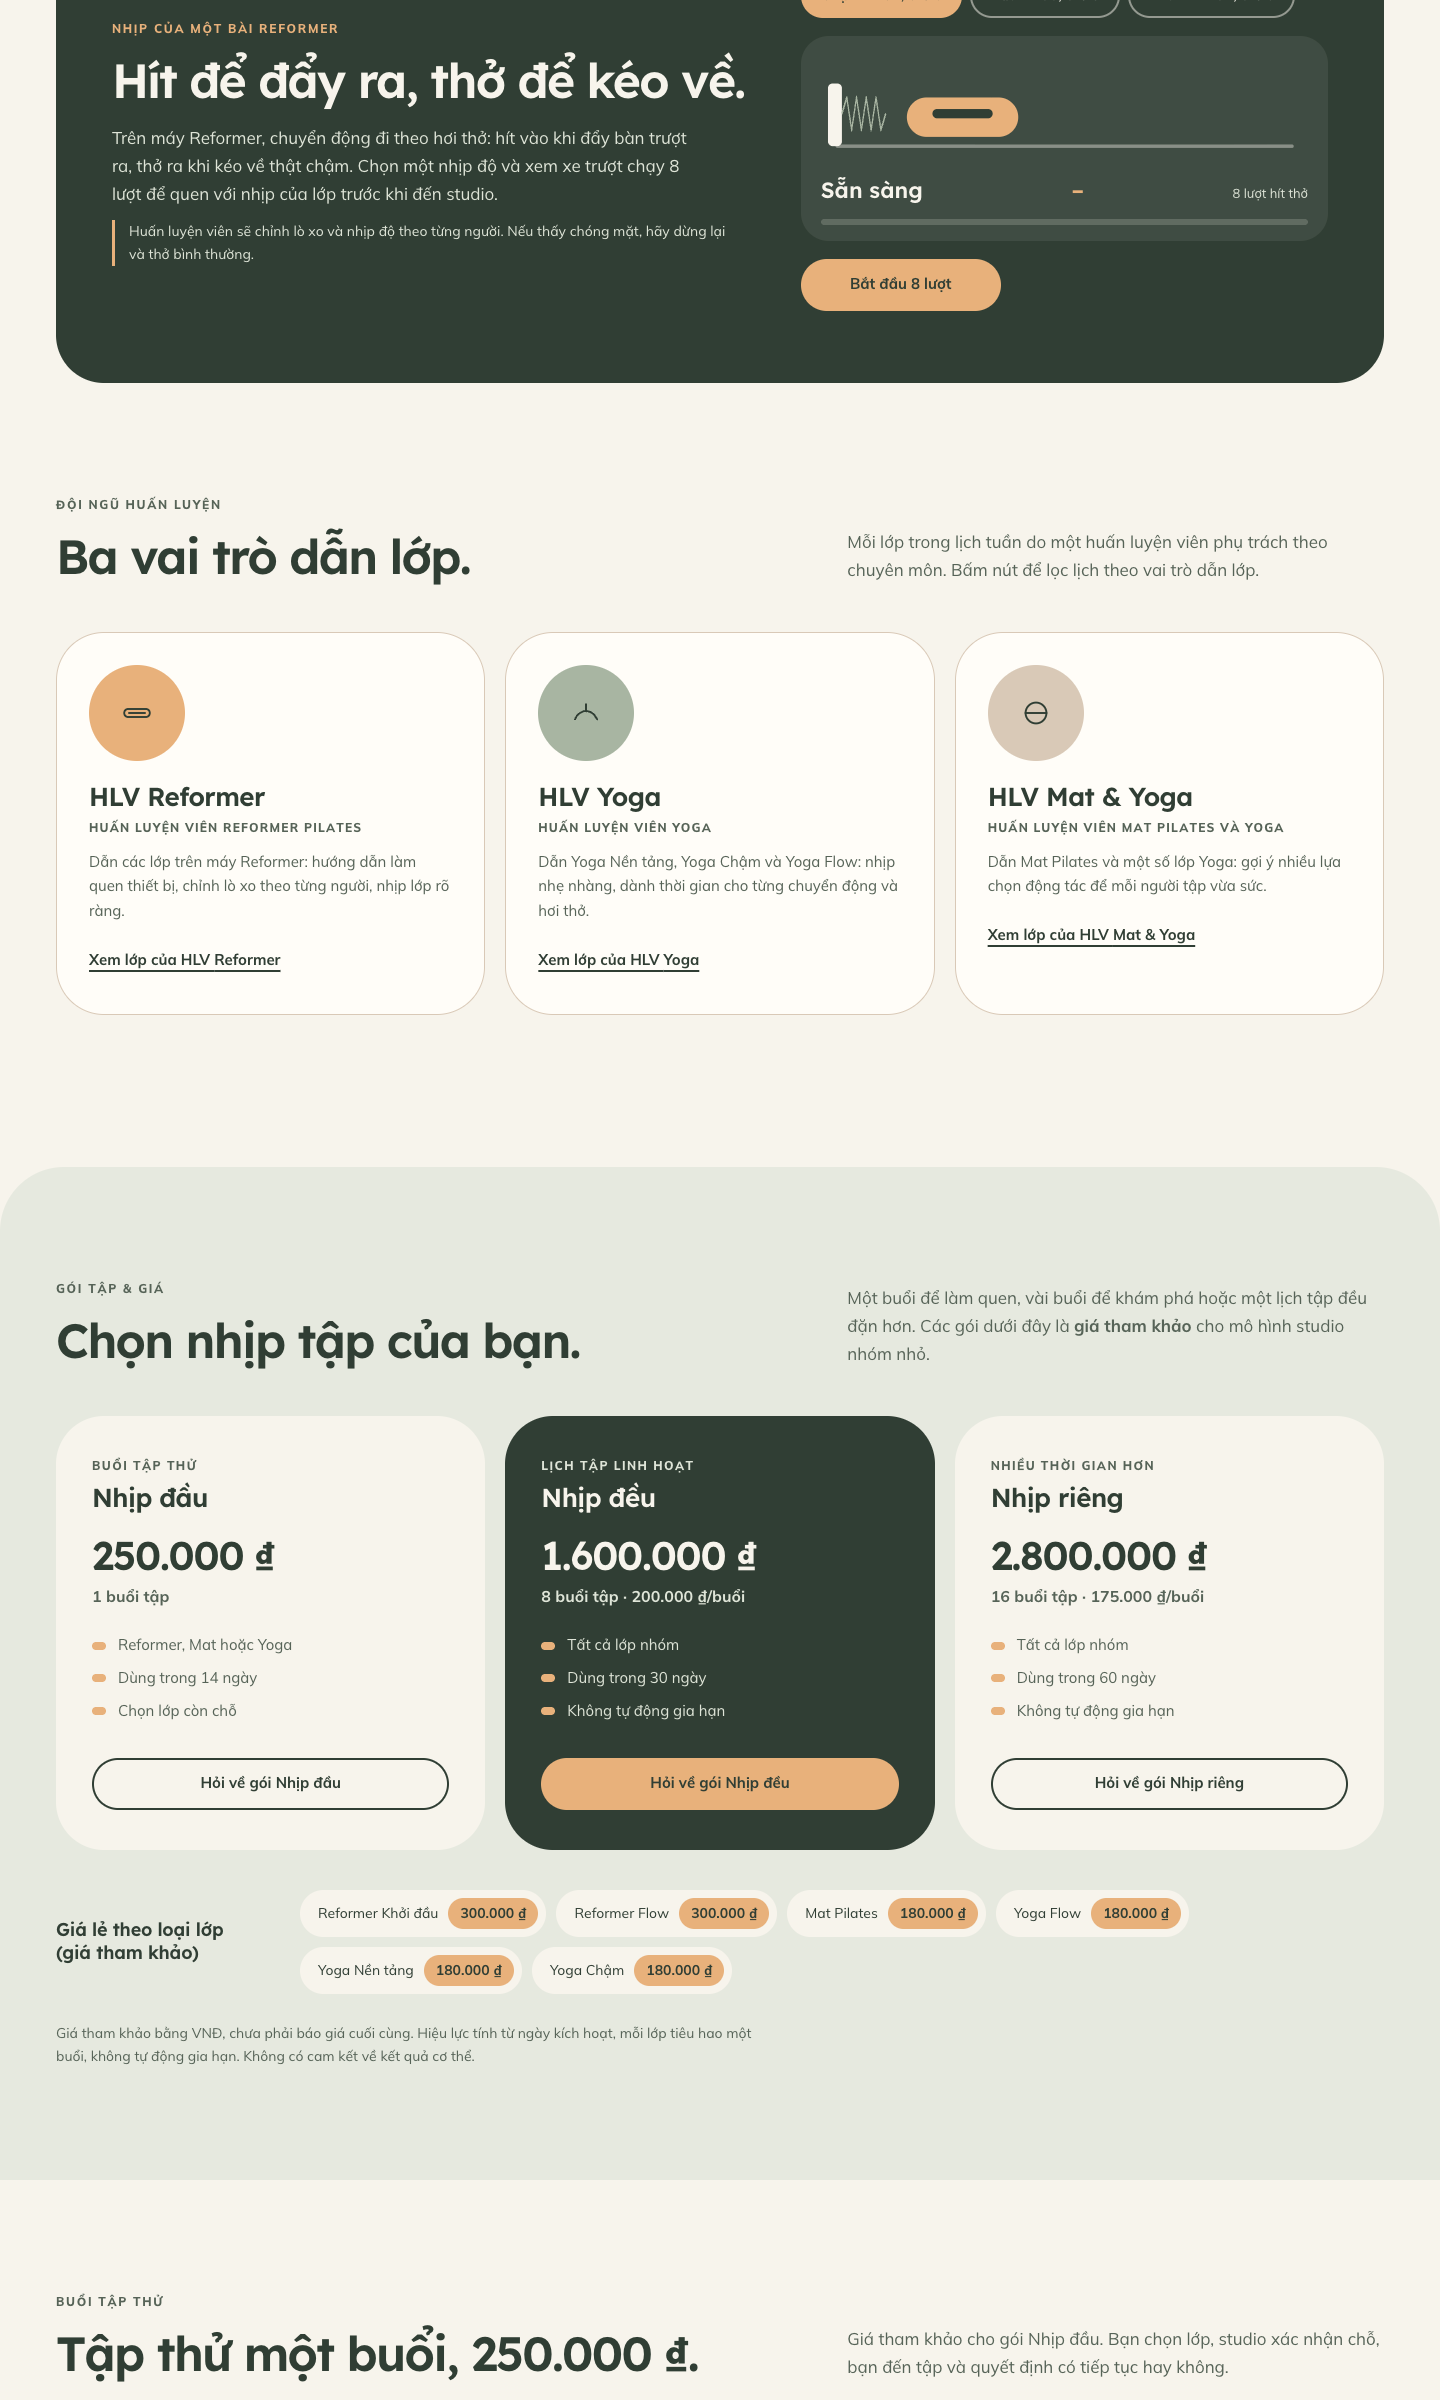 NHỊP CỦA MỘT BÀI REFORMER
Hít để đẩy ra, thở để kéo về.
Trên máy Reformer, chuyển động đi theo hơi thở: hít vào khi đẩy bàn trượt
ra, thở ra khi kéo về thật chậm. Chọn một nhịp độ và xem xe trượt chạy 8
lượt để quen với nhịp của lớp trước khi đến studio.
Huấn luyện viên sẽ chỉnh lò xo và nhịp độ theo từng người. Nếu thấy chóng mặt, hãy dừng lại
và thở bình thường.
Sẵn sàng
–
8 lượt hít thở
Bắt đầu 8 lượt
ĐỘI NGŨ HUẤN LUYỆN
Ba vai trò dẫn lớp.
Mỗi lớp trong lịch tuần do một huấn luyện viên phụ trách theo
chuyên môn. Bấm nút để lọc lịch theo vai trò dẫn lớp.
HLV Reformer
HUẤN LUYỆN VIÊN REFORMER PILATES
Dẫn các lớp trên máy Reformer: hướng dẫn làm
quen thiết bị, chỉnh lò xo theo từng người, nhịp lớp rõ
ràng.
Xem lớp của HLV Reformer
HLV Yoga
HUẤN LUYỆN VIÊN YOGA
Dẫn Yoga Nền tảng, Yoga Chậm và Yoga Flow: nhịp
nhẹ nhàng, dành thời gian cho từng chuyển động và
hơi thở.
Xem lớp của HLV Yoga
HLV Mat & Yoga
HUẤN LUYỆN VIÊN MAT PILATES VÀ YOGA
Dẫn Mat Pilates và một số lớp Yoga: gợi ý nhiều lựa
chọn động tác để mỗi người tập vừa sức.
Xem lớp của HLV Mat & Yoga
GÓI TẬP & GIÁ
Chọn nhịp tập của bạn.
Một buổi để làm quen, vài buổi để khám phá hoặc một lịch tập đều
đặn hơn. Các gói dưới đây là giá tham khảo cho mô hình studio
nhóm nhỏ.
BUỔI TẬP THỬ
Nhịp đầu
250.000 ₫
1 buổi tập
Reformer, Mat hoặc Yoga
Dùng trong 14 ngày
Chọn lớp còn chỗ
Hỏi về gói Nhịp đầu
LỊCH TẬP LINH HOẠT
Nhịp đều
1.600.000 ₫
8 buổi tập · 200.000 ₫/buổi
Tất cả lớp nhóm
Dùng trong 30 ngày
Không tự động gia hạn
Hỏi về gói Nhịp đều
NHIỀU THỜI GIAN HƠN
Nhịp riêng
2.800.000 ₫
16 buổi tập · 175.000 ₫/buổi
Tất cả lớp nhóm
Dùng trong 60 ngày
Không tự động gia hạn
Hỏi về gói Nhịp riêng
Giá lẻ theo loại lớp
(giá tham khảo)
Reformer Khởi đầu 300.000 ₫
Reformer Flow 300.000 ₫
Mat Pilates 180.000 ₫
Yoga Flow 180.000 ₫
Yoga Nền tảng 180.000 ₫
Yoga Chậm 180.000 ₫
Giá tham khảo bằng VNĐ, chưa phải báo giá cuối cùng. Hiệu lực tính từ ngày kích hoạt, mỗi lớp tiêu hao một
buổi, không tự động gia hạn. Không có cam kết về kết quả cơ thể.
BUỔI TẬP THỬ
Tập thử một buổi, 250.000 ₫.
Giá tham khảo cho gói Nhịp đầu. Bạn chọn lớp, studio xác nhận chỗ,
bạn đến tập và quyết định có tiếp tục hay không.